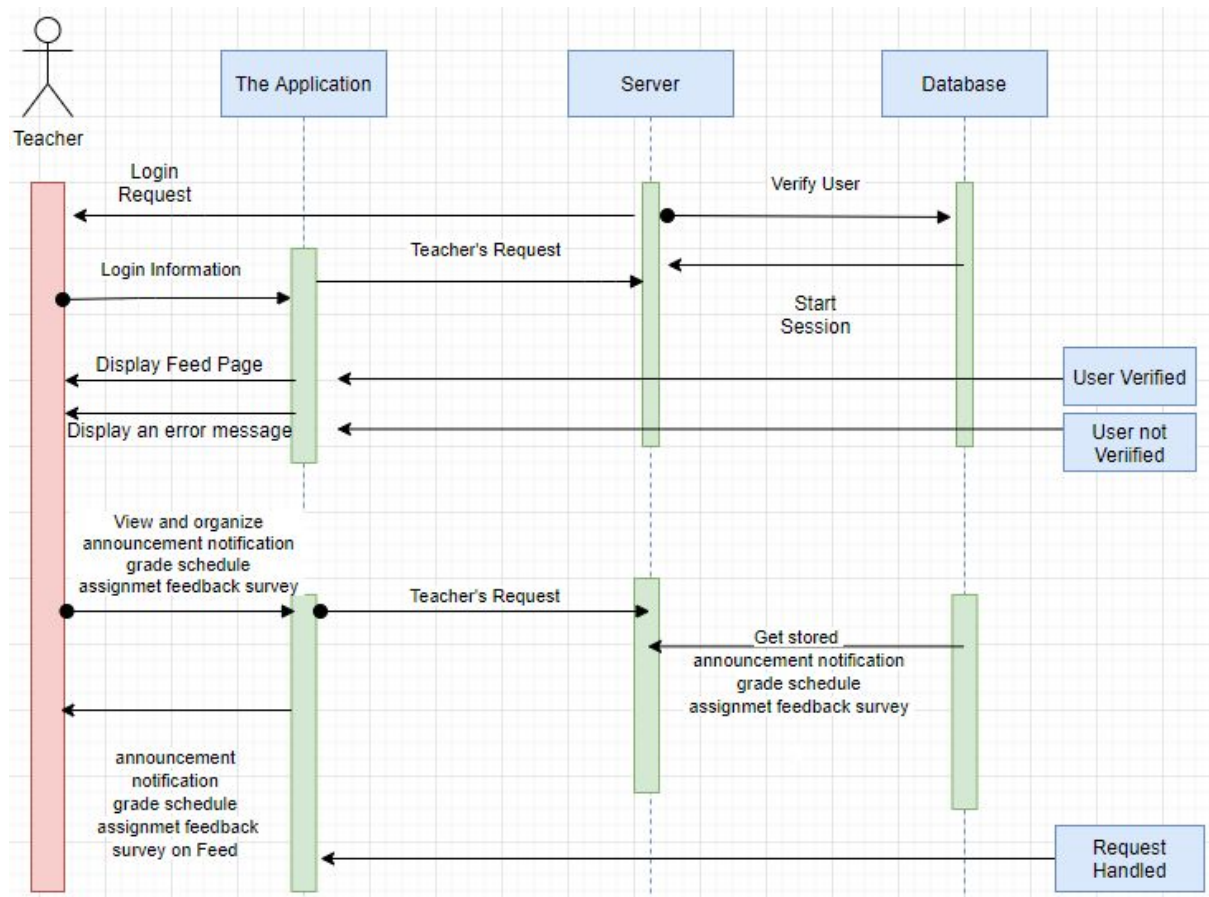 The Application
Server
Database
Teacher
Login
Request
Verify User
Teacher's Request
Login Information
Start
Session
Display Feed Page
User Verified
Display an error message
User not
Veriified
View and organize
announcement notification
grade schedule
assignmet feedback survey
Teacher's Request
Get stored
announcement notification
grade schedule
assignmet feedback survey
announcement
notification
grade schedule
assignmet feedback
survey on Feed
Request
Handled